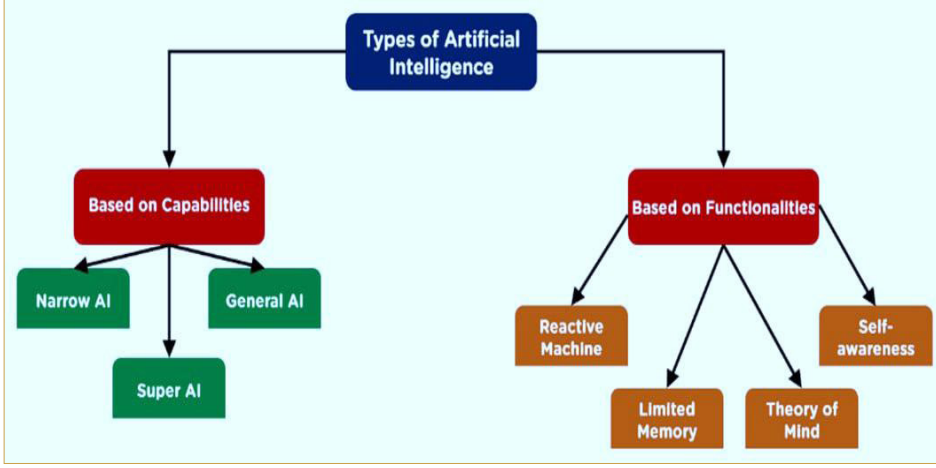 Types of Artificial
Intelligence
Based on Capabilities
Based on Functionalities
Narrow AI
General AI
Super AI
Reactive
Machine
Self-
awareness
Limited
Memory
Theory of
Mind